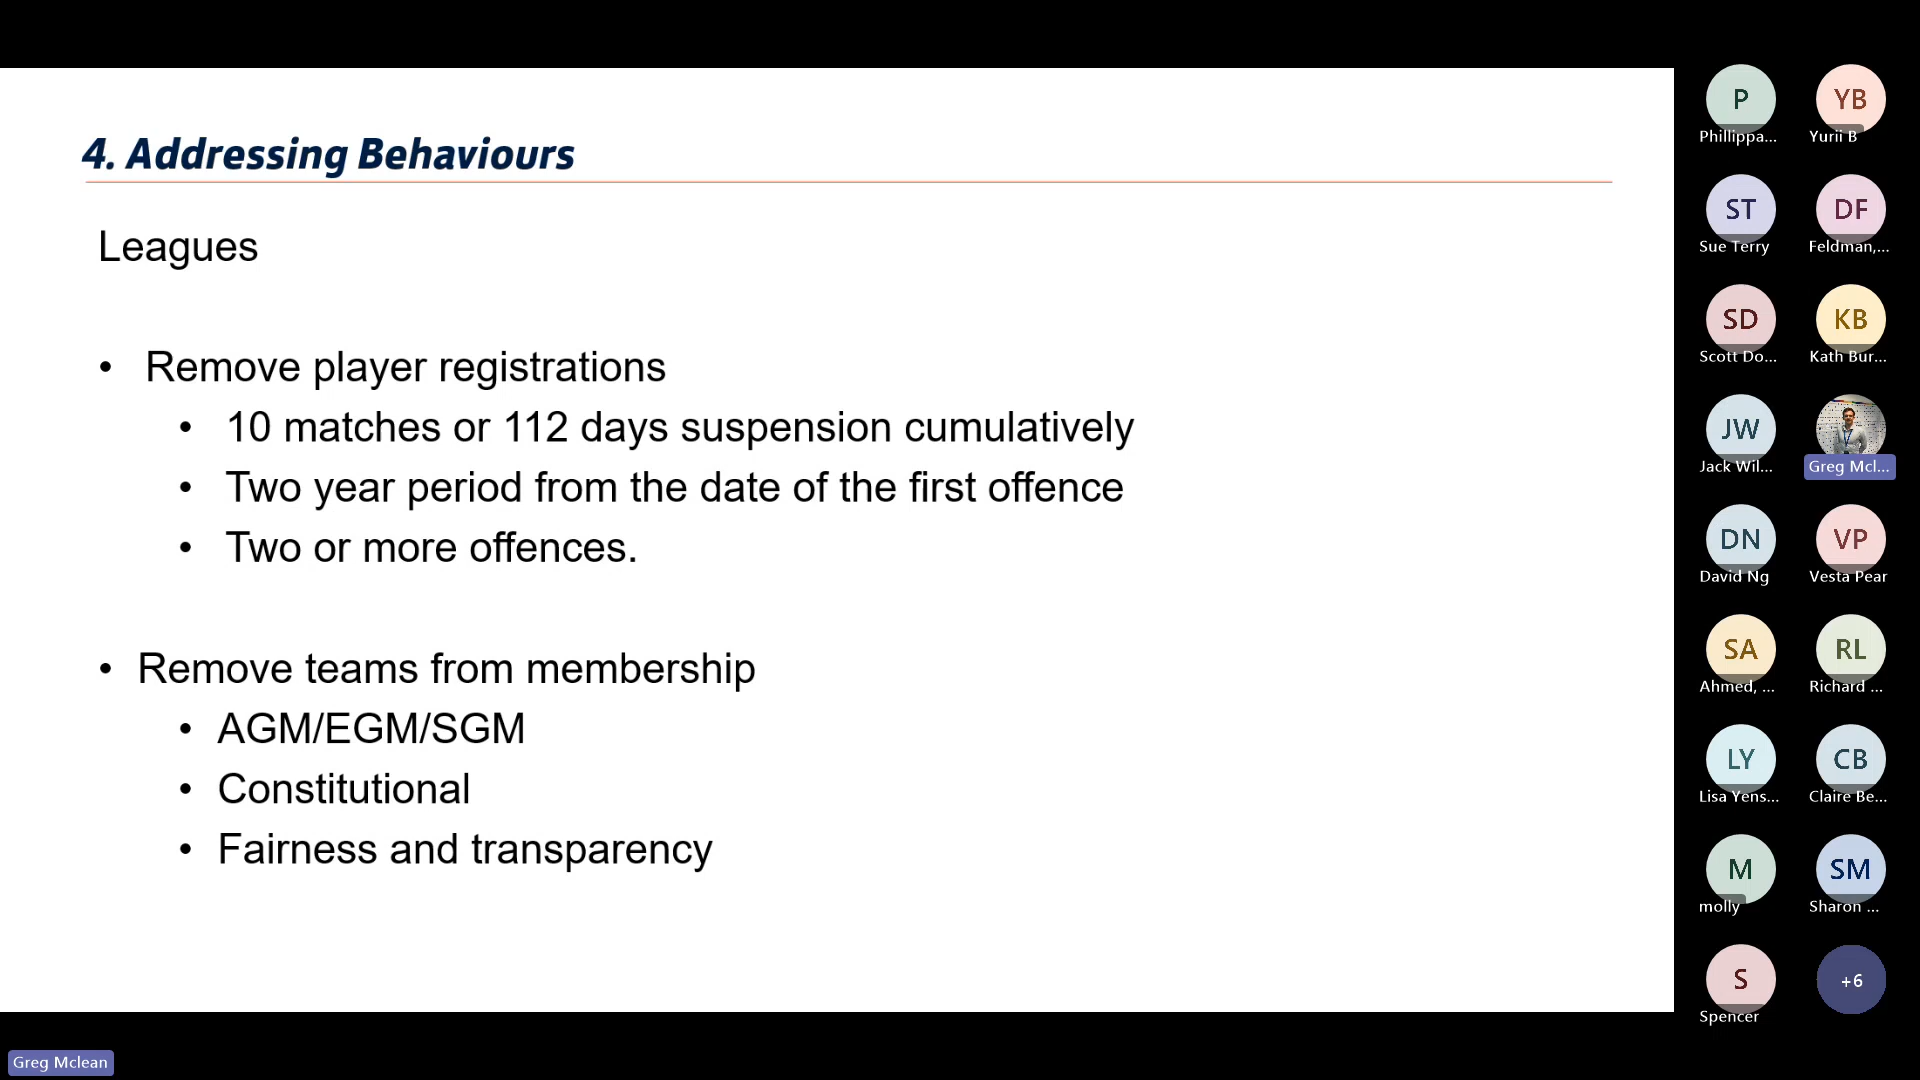 4. Addressing Behaviours
Leagues
• Remove player registrations
• 10 matches or 112 days suspension cumulatively
• Two year period from the date of the first offence
• Two or more offences.
• Remove teams from membership
• AGM/EGM/SGM
• Constitutional
• Fairness and transparency
P
Phillippa...
YB
Yurii B
ST
Sue Terry
DF
Feldman,...
SD
Scott Do...
KB
Kath Bur...
JW
Jack Wil...
Greg Mcl...
DN
David Ng
VP
Vesta Pear
SA
Ahmed, ...
RL
Richard ...
LY
Lisa Yens...
CB
Claire Be...
M
molly
SM
Sharon ...
S
Spencer
+6
Greg Mclean